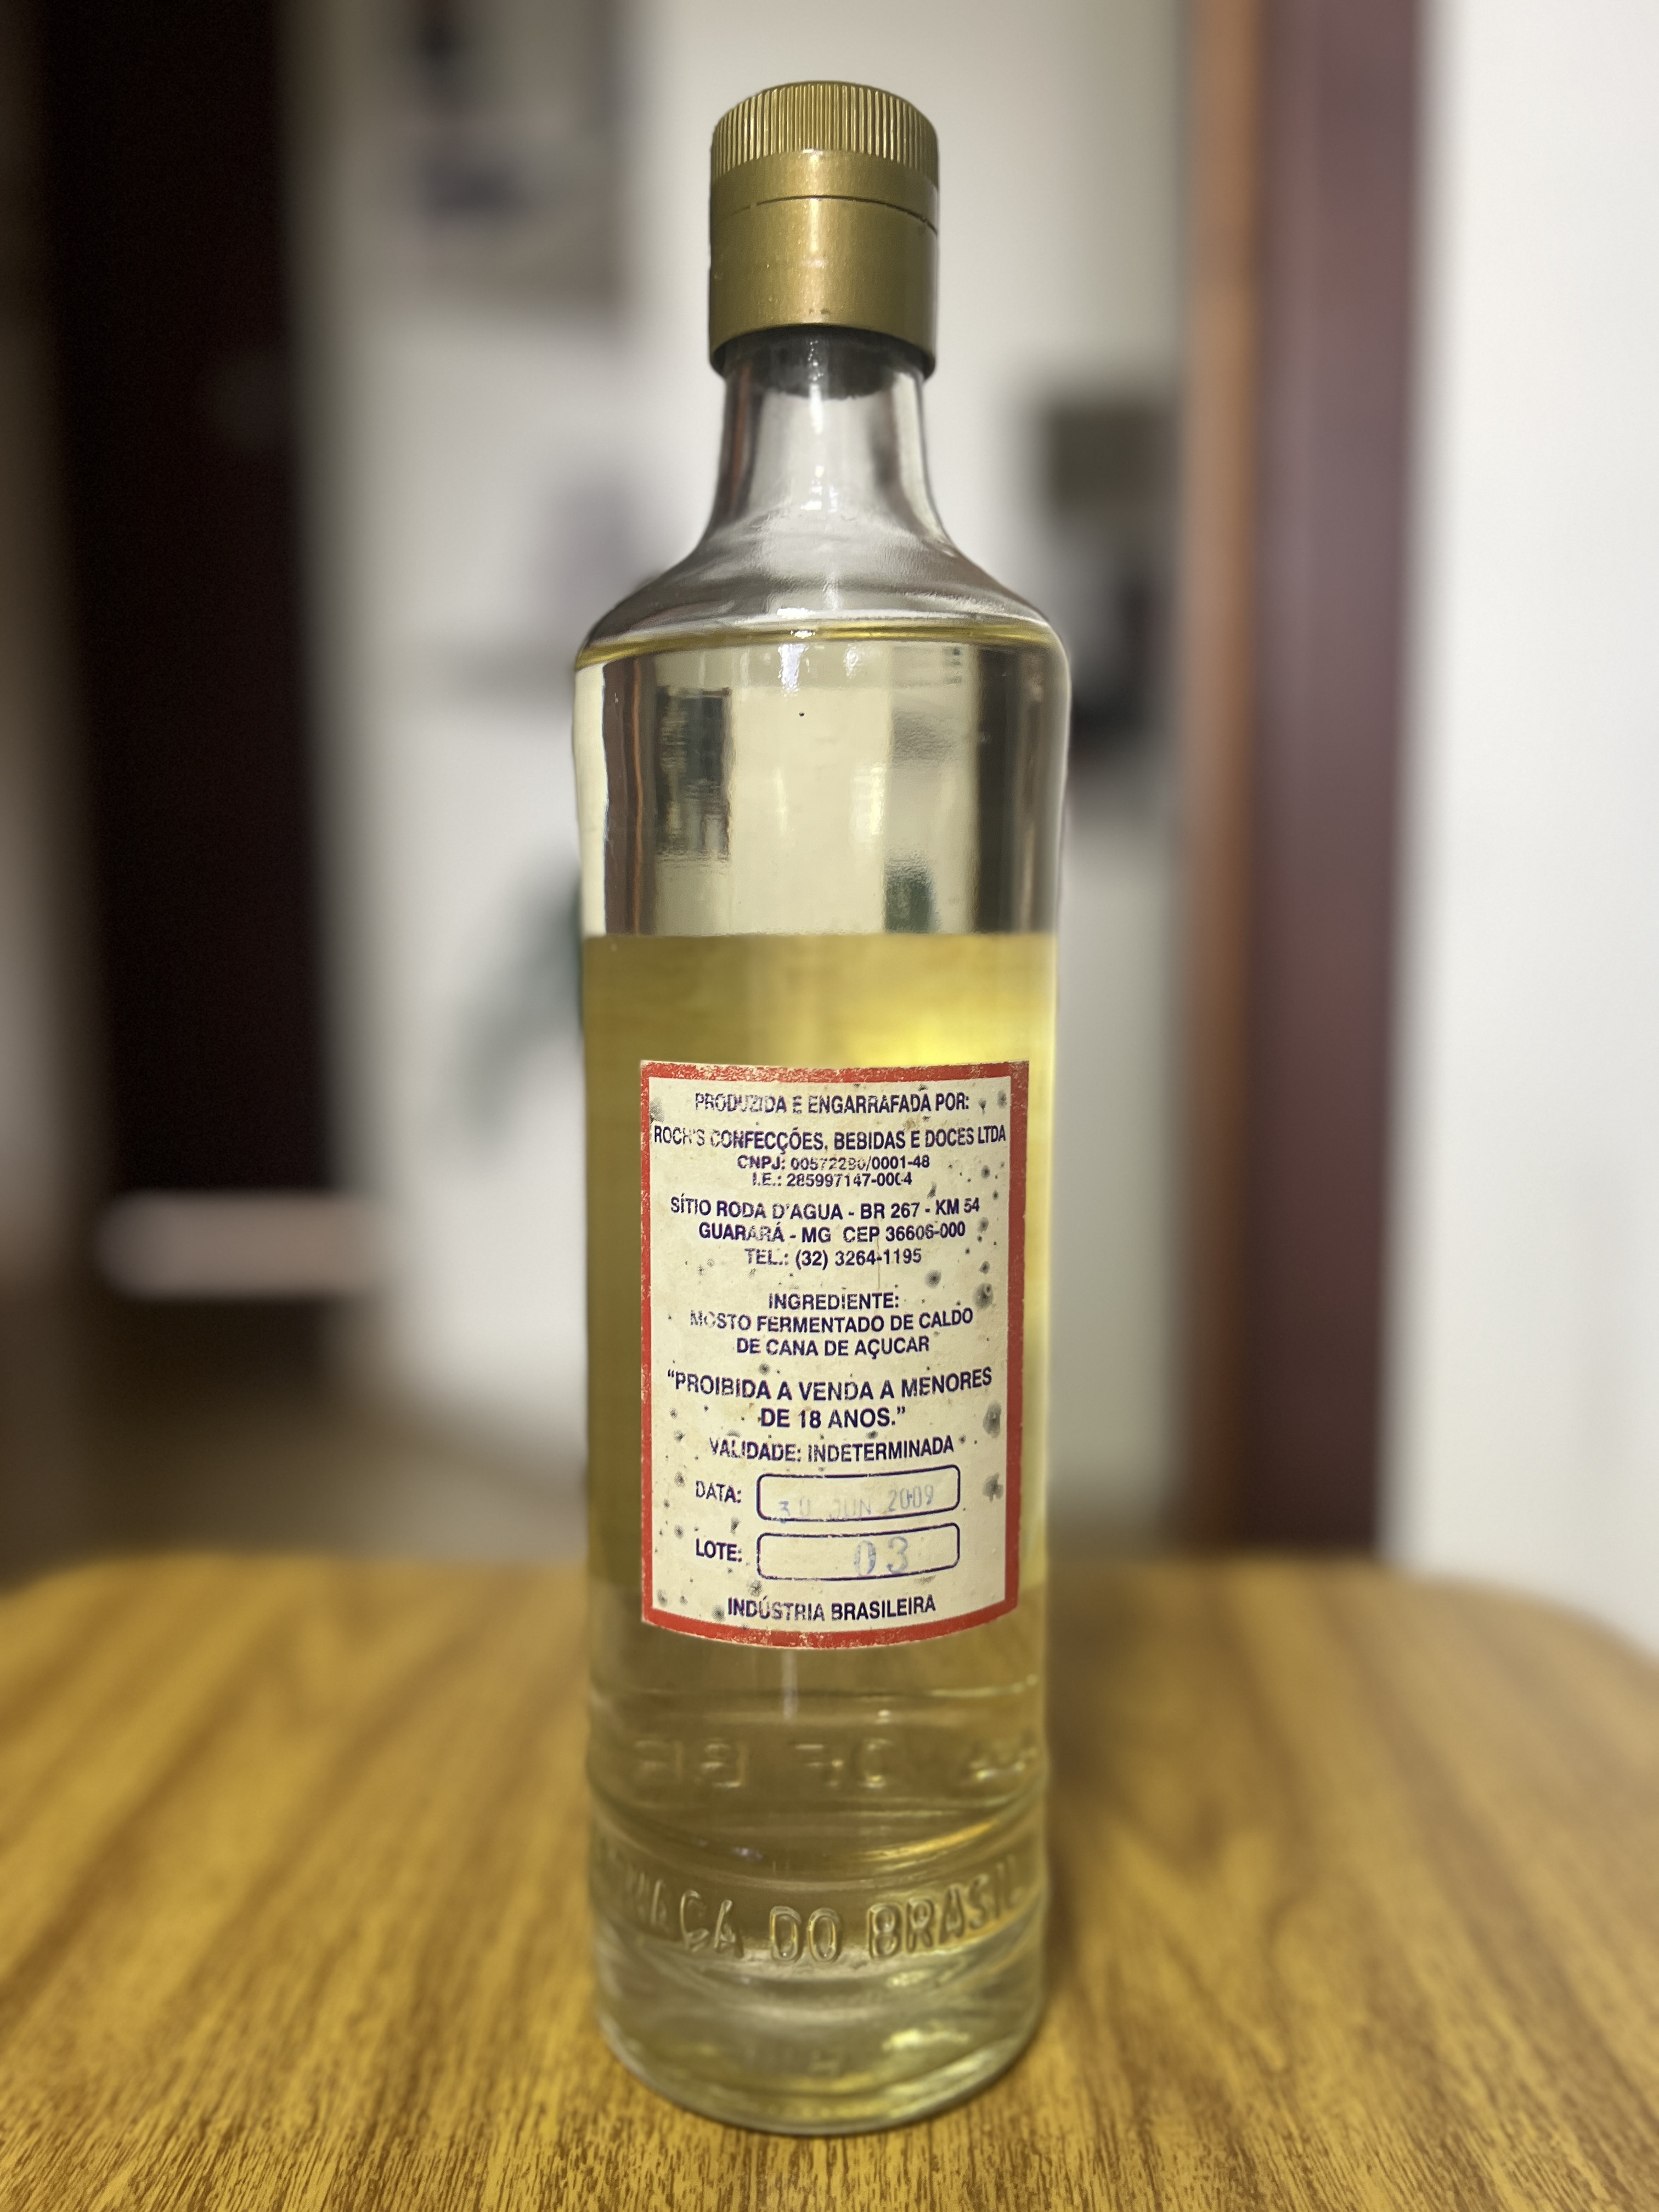 PRODUZIDA E ENGARRAFADA POR:
ROCH'S CONFECÇÕES, BEBIDAS E DOCES LTDA
CNPJ: 00572290/0001-48
I.E.: 285997147-0004
SÍTIO RODA D'AGUA - BR 267 - KM 54
GUARARÁ - MG CEP 36606-000
TEL.: (32) 3264-1195
INGREDIENTE:
MOSTO FERMENTADO DE CALDO
DE CANA DE AÇUCAR
“PROIBIDA A VENDA A MENORES
DE 18 ANOS.”
VALIDADE: INDETERMINADA
DATA: 30 JUN 2009
LOTE: 03
INDÚSTRIA BRASILEIRA
DO BRASIL